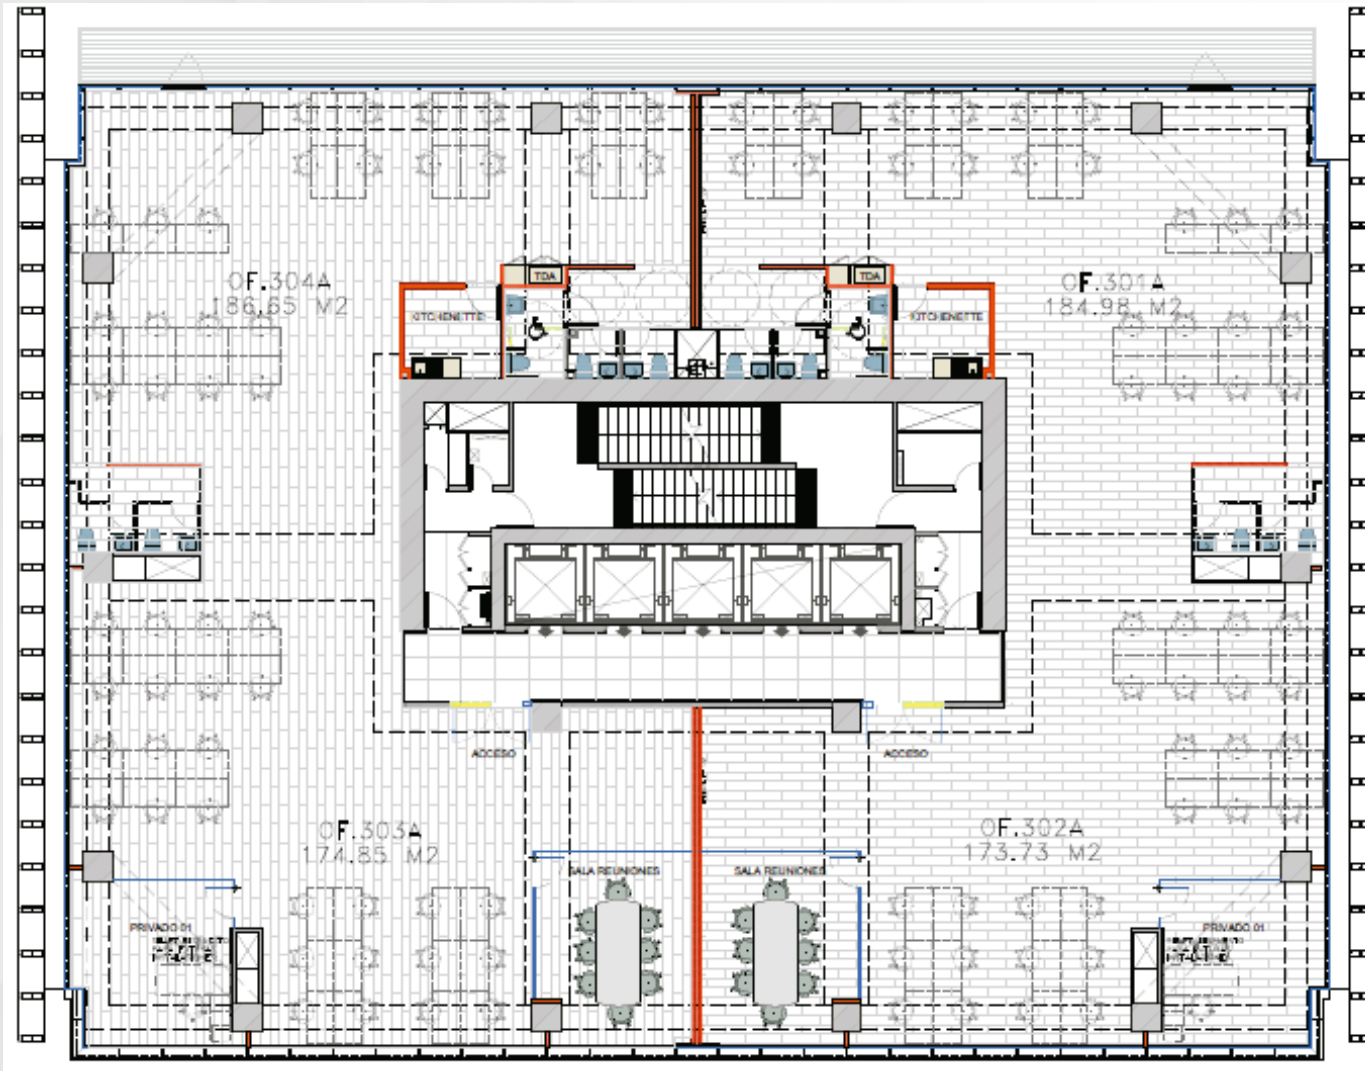 TDA
TDA
OF.304A
186.65 M2
OF.301A
184.98 M2
KITCHENETTE
KITCHENETTE
ACCESO
ACCESO
OF.303A
174.85 M2
OF.302A
173.73 M2
SALA REUNIONES
SALA REUNIONES
PRIVADO 01
PRIVADO 01